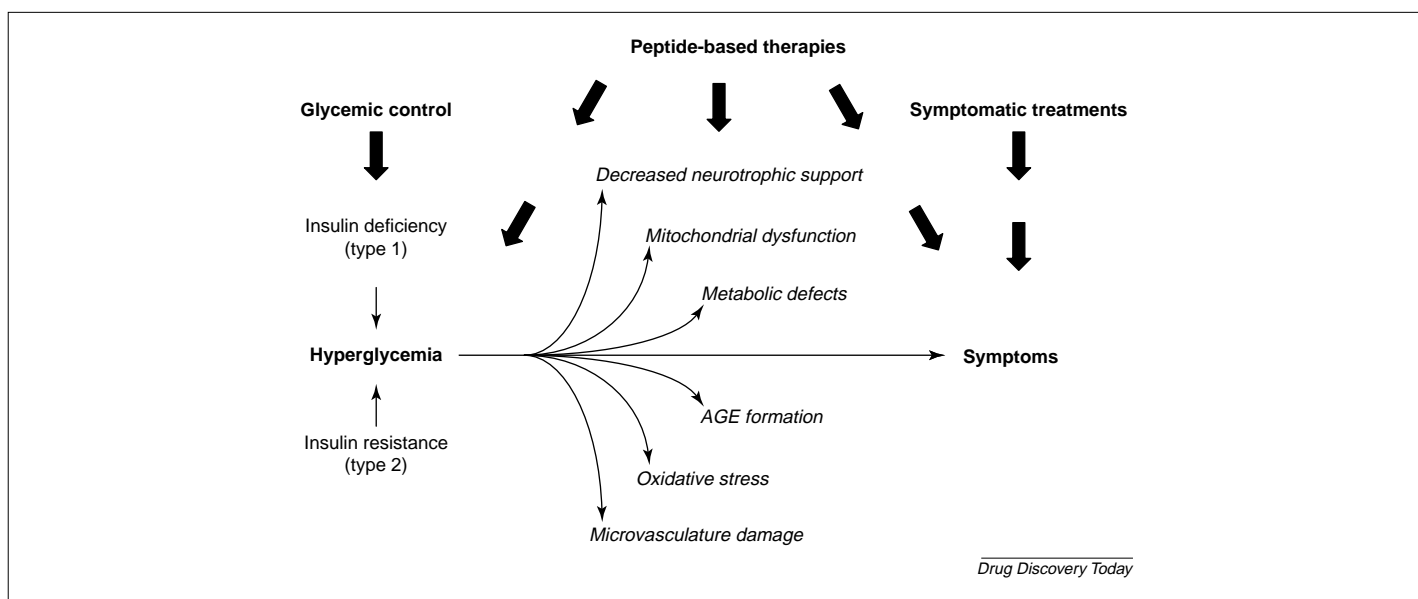 Peptide-based therapies
Glycemic control
Symptomatic treatments
Decreased neurotrophic support
Insulin deficiency
(type 1)
Mitochondrial dysfunction
Metabolic defects
Hyperglycemia
Symptoms
AGE formation
Insulin resistance
(type 2)
Oxidative stress
Microvasculature damage
Drug Discovery Today